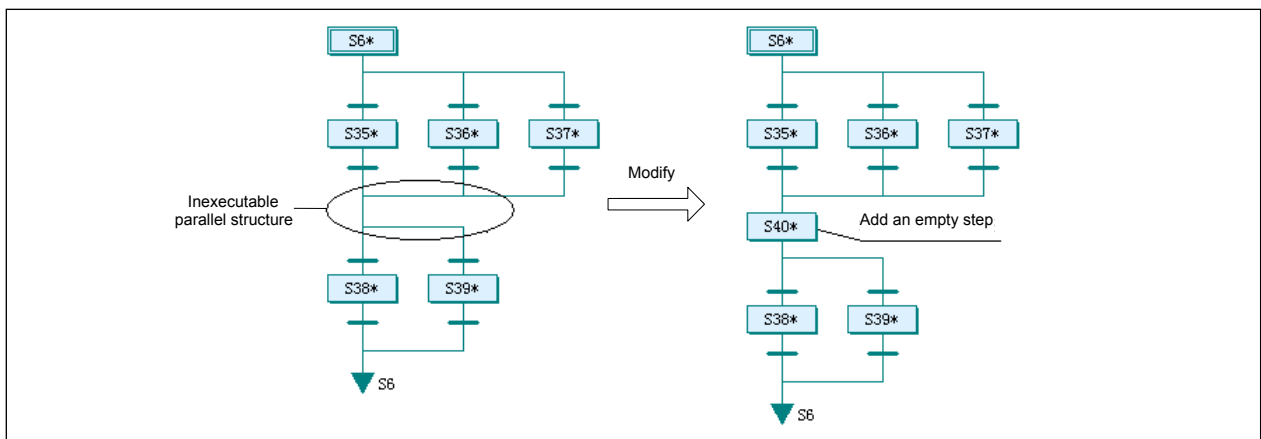 S6*
S35*
S36*
S37*
Inexecutable
parallel structure
S38*
S39*
S6
Modify
S6*
S35*
S36*
S37*
S40*
Add an empty step
S38*
S39*
S6